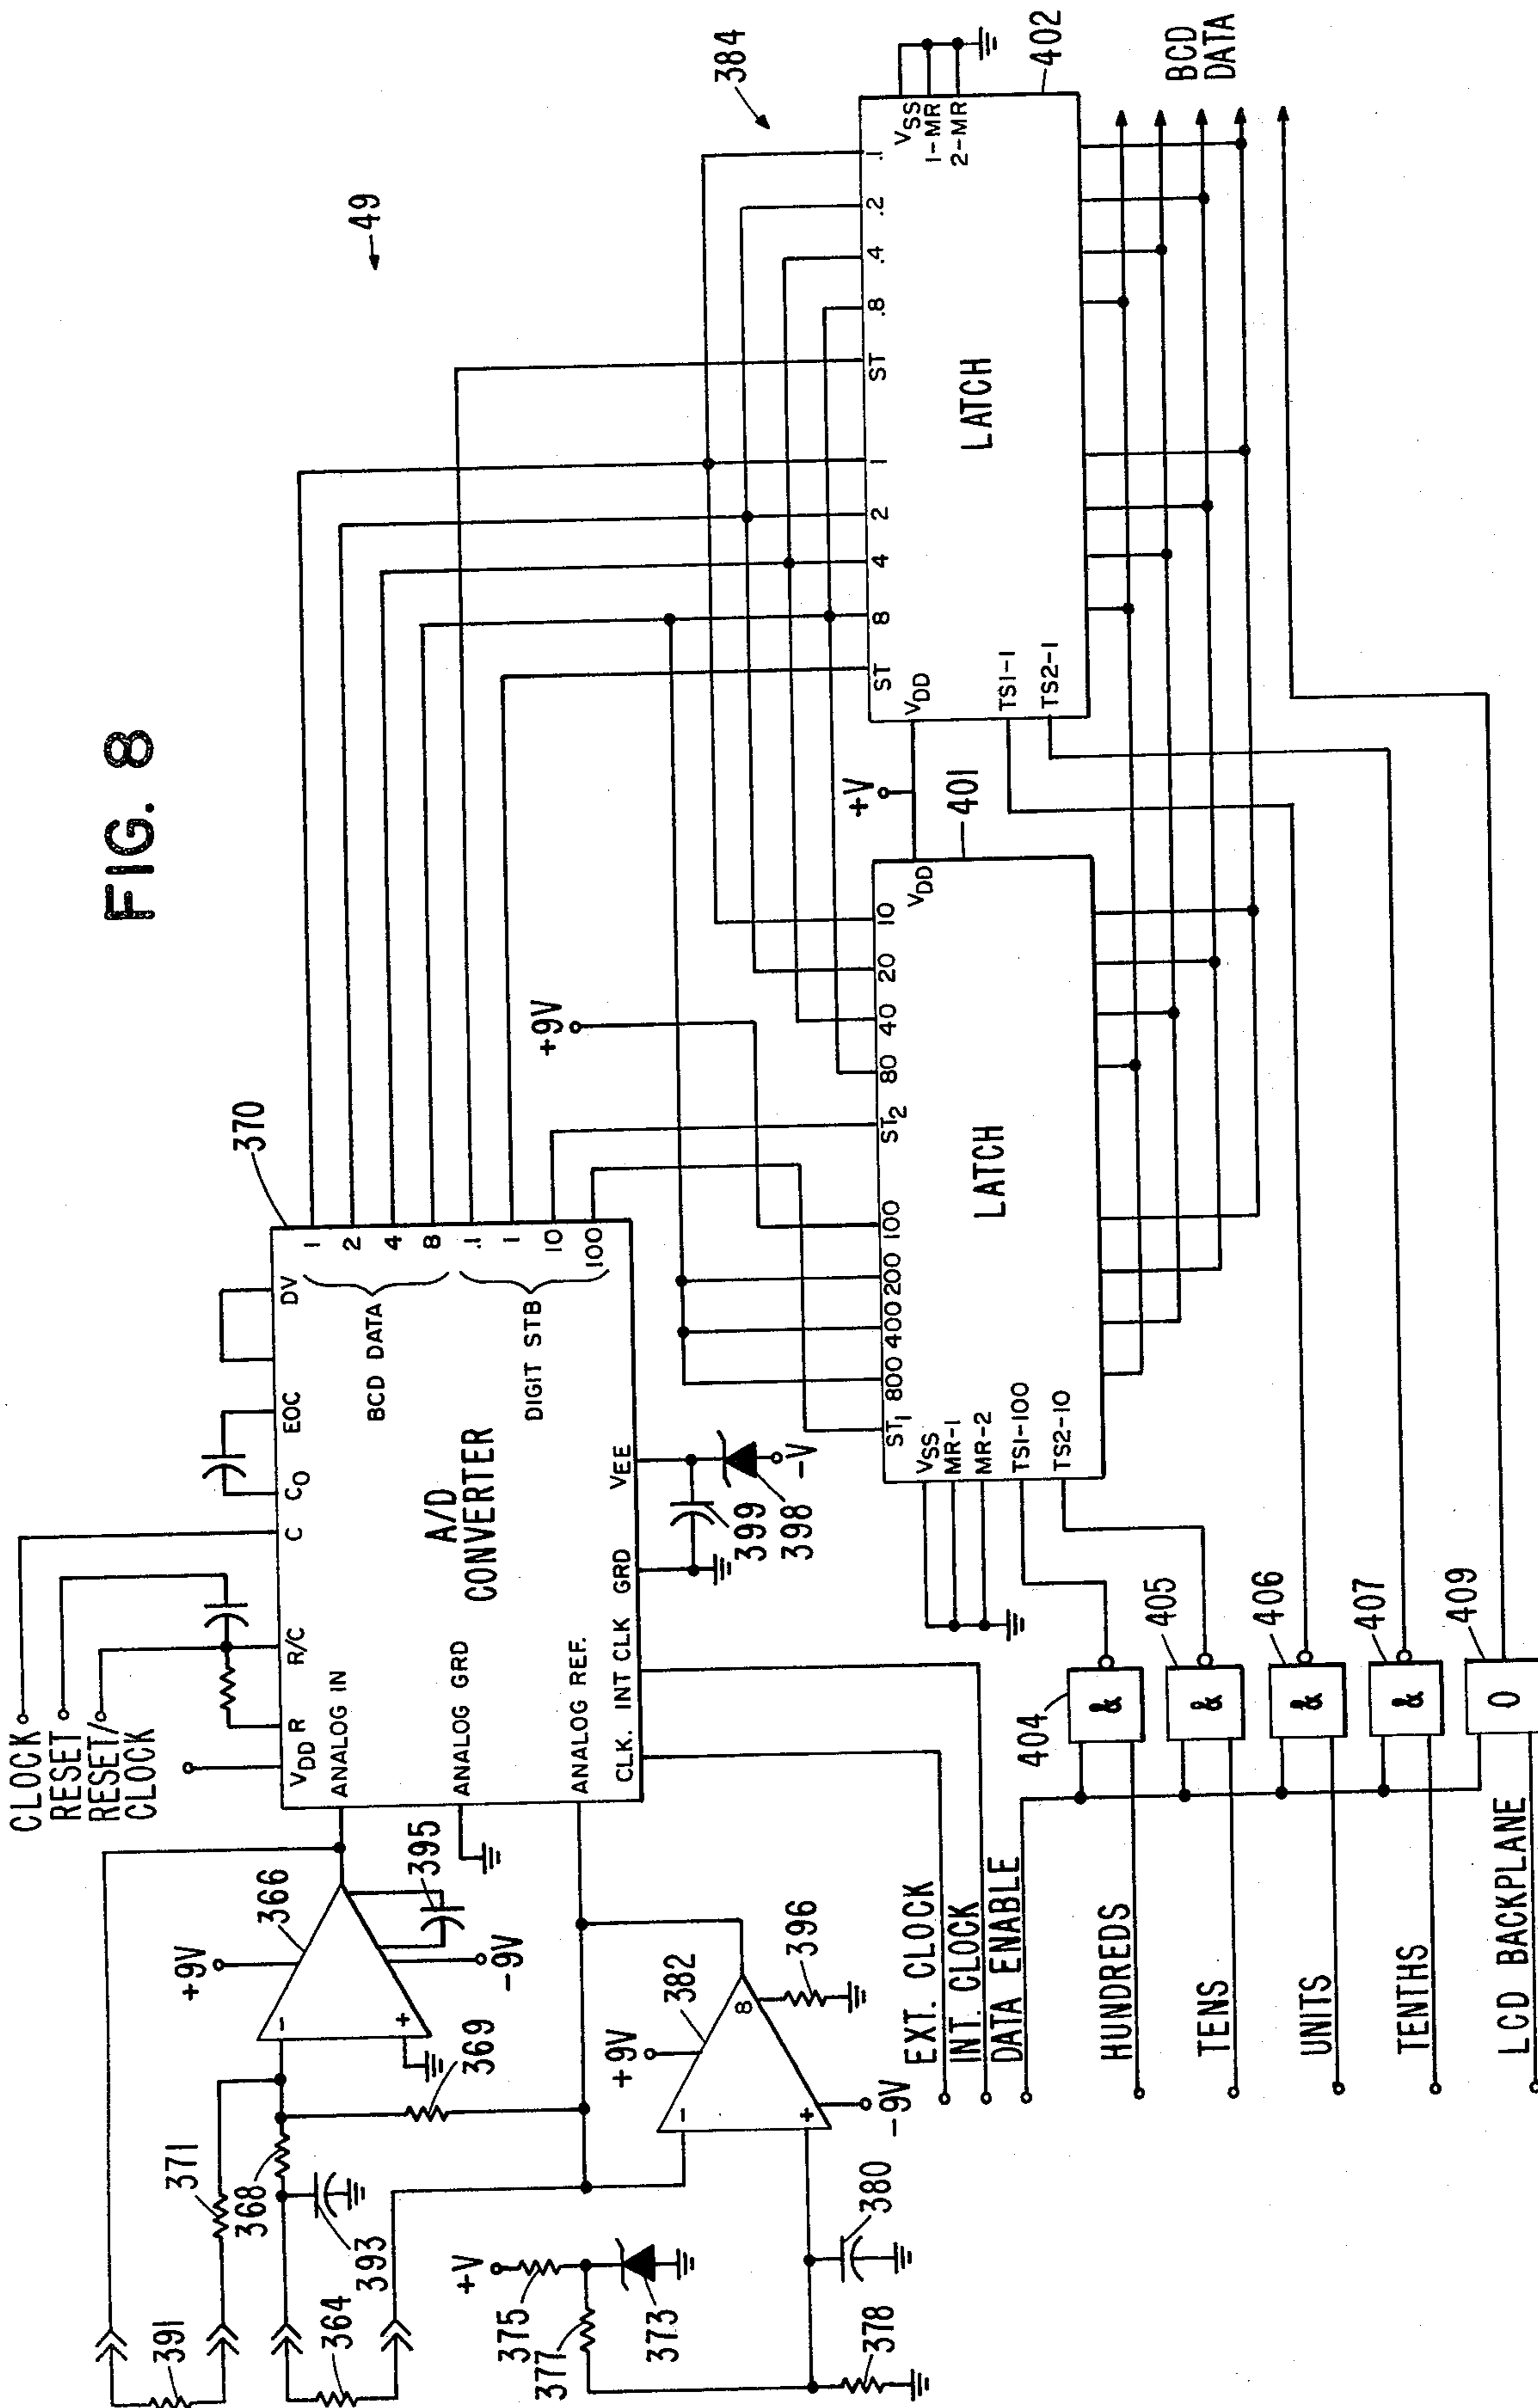 FIG. 8
49
384
CLOCK
RESET
RESET/
CLOCK
VDD
R
R/C
C
CO
EOC
DV
370
ANALOG IN
ANALOG GRD
ANALOG REF.
A/D
CONVERTER
BCD DATA
1
2
4
8
DIGIT STB
.1
1
10
100
CLK.
INT CLK
GRD
VEE
399
398
-V
391
371
368
393
364
369
366
+9V
-9V
395
-
+
382
+9V
-9V
8
396
-
+
+V
375
377
373
378
380
EXT. CLOCK
INT. CLOCK
DATA ENABLE
HUNDREDS
TENS
UNITS
TENTHS
LCD BACKPLANE
404
&
405
&
406
&
407
&
409
O
+9V
ST1
800
400
200
100
ST2
80
40
20
10
VDD
VSS
MR-1
MR-2
TS1-100
TS2-10
LATCH
401
+V
ST
8
4
2
1
ST
.8
.4
.2
.1
VSS
1-MR
2-MR
VDD
TS1-1
TS2-1
LATCH
402
BCD
DATA